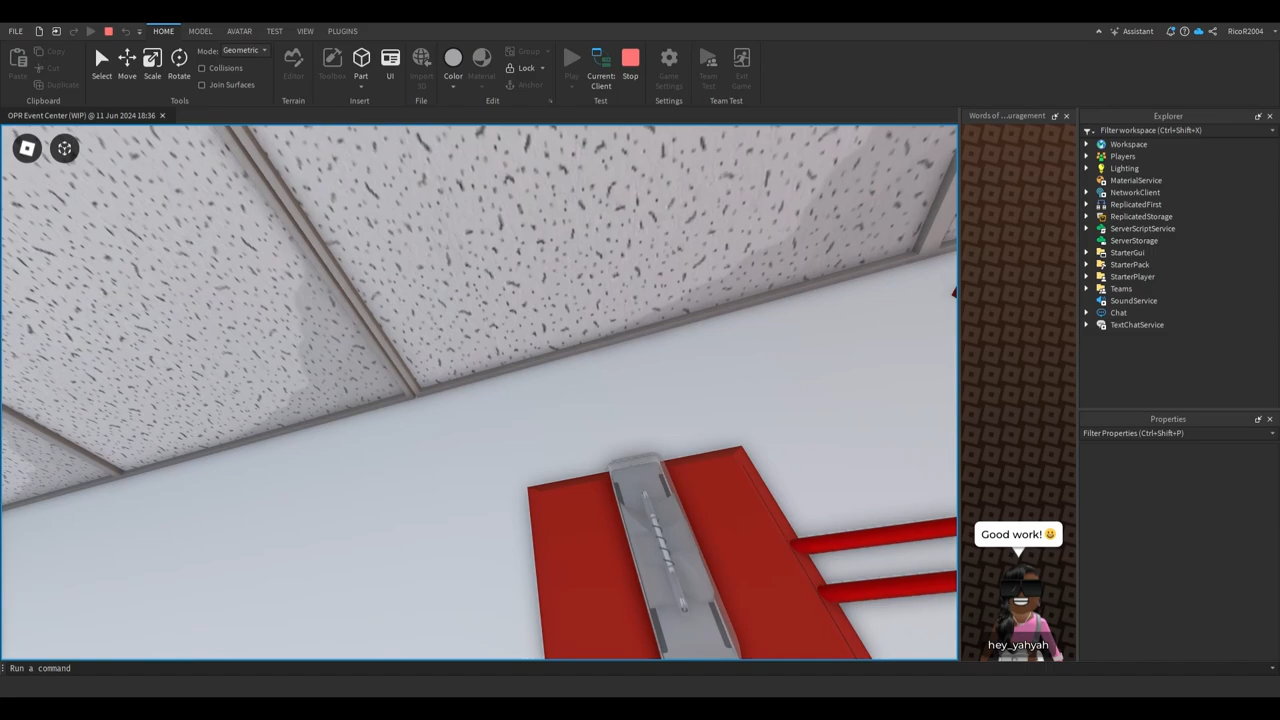 FILE HOME MODEL AVATAR TEST VIEW PLUGINS Assistant RicoR2004
Paste Copy Cut Duplicate Select Move Scale Rotate Mode: Geometric Collisions Join Surfaces Editor Toolbox Part UI Import 3D Color Material Group Lock Anchor Play Current: Client Stop Game Settings Team Test Exit Game
Clipboard Tools Terrain Insert File Edit Test Settings Team Test
OPR Event Center (WIP) @ 11 Jun 2024 18:36 Words of ...uragement Explorer
Filter workspace (Ctrl+Shift+X)
Workspace
Players
Lighting
MaterialService
NetworkClient
ReplicatedFirst
ReplicatedStorage
ServerScriptService
ServerStorage
StarterGui
StarterPack
StarterPlayer
Teams
SoundService
Chat
TextChatService
Properties
Filter Properties (Ctrl+Shift+P)
Good work! 😀
hey_yahyah
Run a command